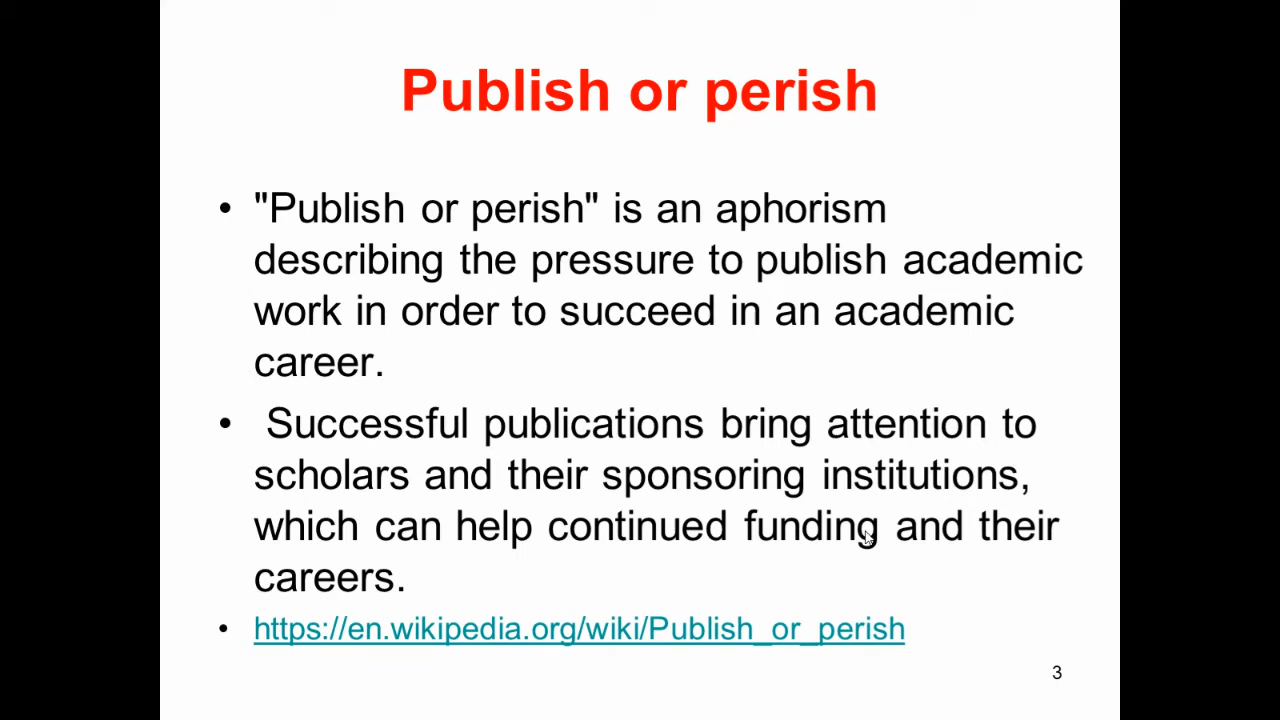 Publish or perish
• "Publish or perish" is an aphorism
describing the pressure to publish academic
work in order to succeed in an academic
career.
• Successful publications bring attention to
scholars and their sponsoring institutions,
which can help continued funding and their
careers.
• https://en.wikipedia.org/wiki/Publish_or_perish
3